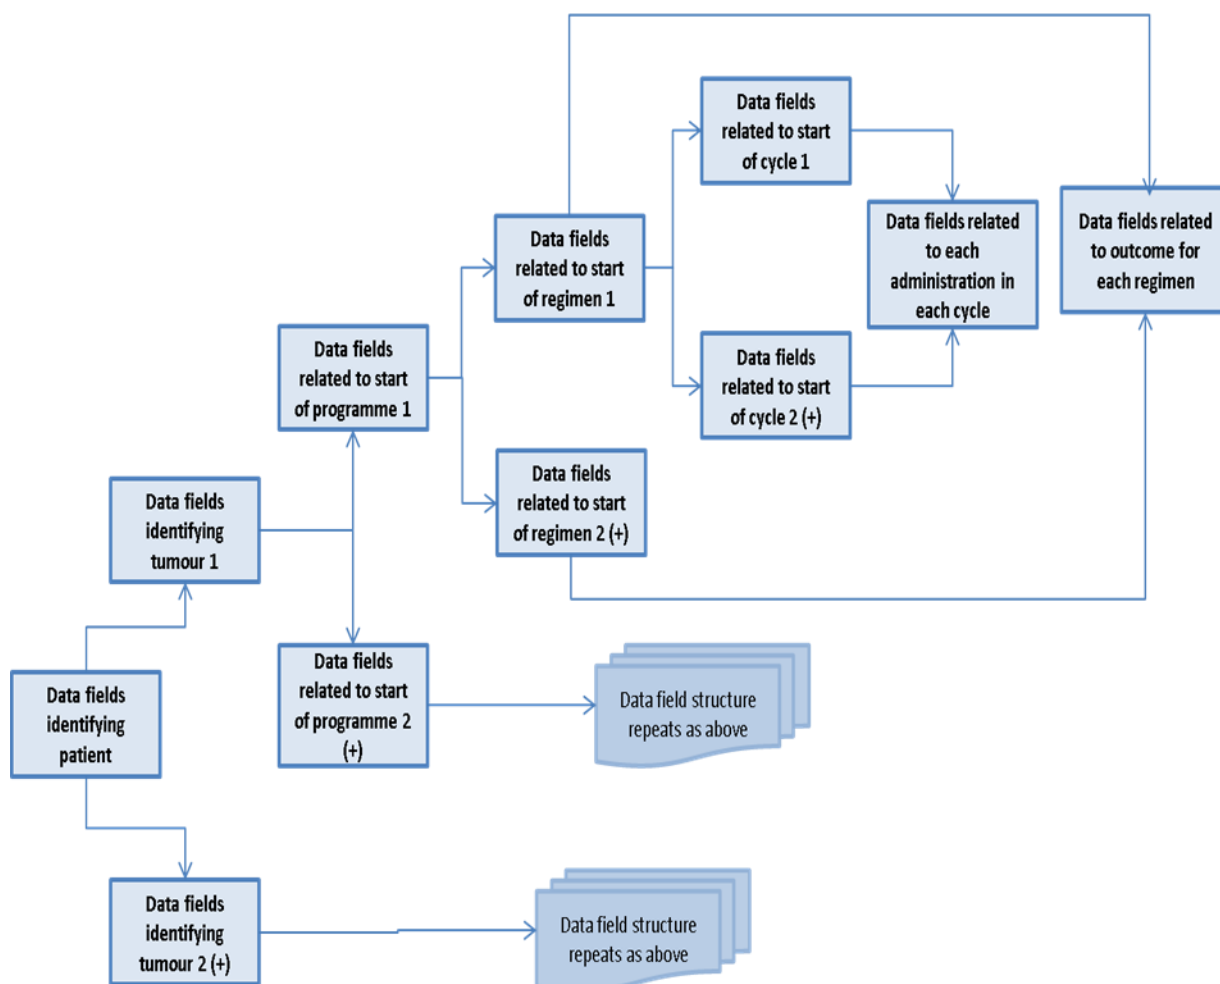 Data fields
related to start
of cycle 1
Data fields
related to start
of regimen 1
Data fields related
to each
administration in
each cycle
Data fields related
to outcome for
each regimen
Data fields
related to start
of programme 1
Data fields
related to start
of cycle 2 (+)
Data fields
related to start
of regimen 2 (+)
Data fields
identifying
tumour 1
Data fields
related to start
of programme 2
(+)
Data field structure
repeats as above
Data fields
identifying
patient
Data fields
identifying
tumour 2 (+)
Data field structure
repeats as above